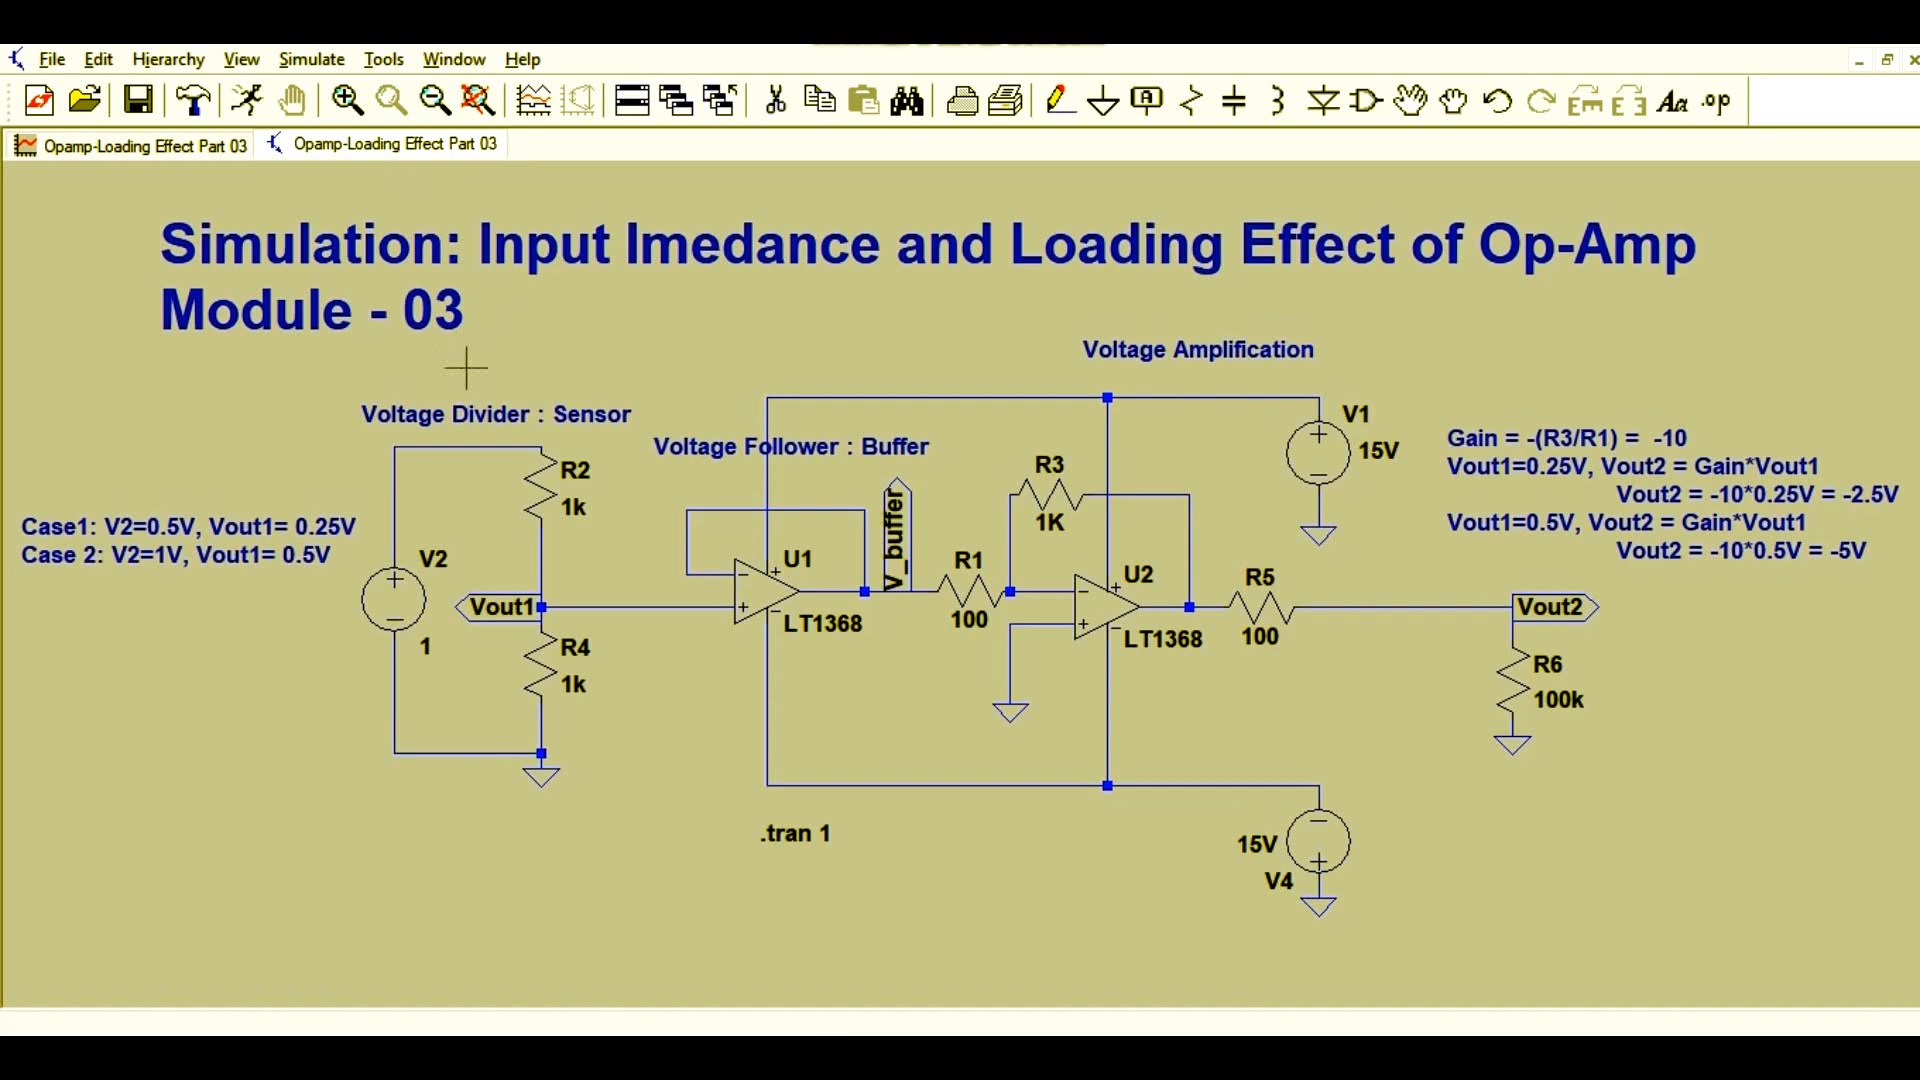 File Edit Hierarchy View Simulate Tools Window Help
Aa .op
Opamp-Loading Effect Part 03
Opamp-Loading Effect Part 03
Simulation: Input Imedance and Loading Effect of Op-Amp
Module - 03
Voltage Amplification
Voltage Divider : Sensor
Voltage Follower : Buffer
Case1: V2=0.5V, Vout1= 0.25V
Case 2: V2=1V, Vout1= 0.5V
V2
1
R2
1k
Vout1
R4
1k
U1
LT1368
V_buffer
R1
100
R3
1K
U2
LT1368
R5
100
V1
15V
Gain = -(R3/R1) = -10
Vout1=0.25V, Vout2 = Gain*Vout1
Vout2 = -10*0.25V = -2.5V
Vout1=0.5V, Vout2 = Gain*Vout1
Vout2 = -10*0.5V = -5V
Vout2
R6
100k
.tran 1
15V
V4